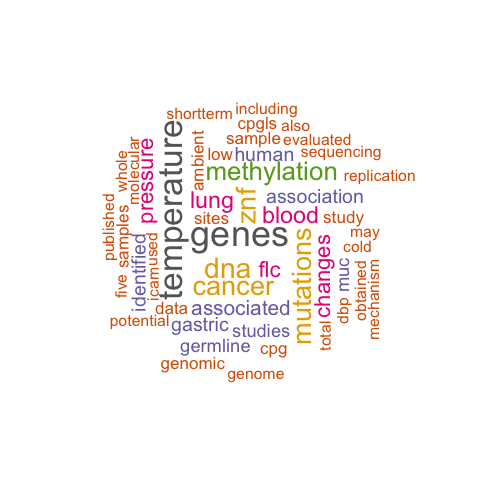 shortterm
including
cpgls
also
sample
evaluated
low
human
sequencing
methylation
replication
ambient
temperature
pressure
molecular
whole
published
samples
five
identified
icamused
lung
znf
association
sites
blood
study
genes
may
cold
changes
mutations
muc
obtained
mechanism
dbp
total
dna
flc
cancer
data
associated
potential
gastric
studies
germline
cpg
genomic
genome